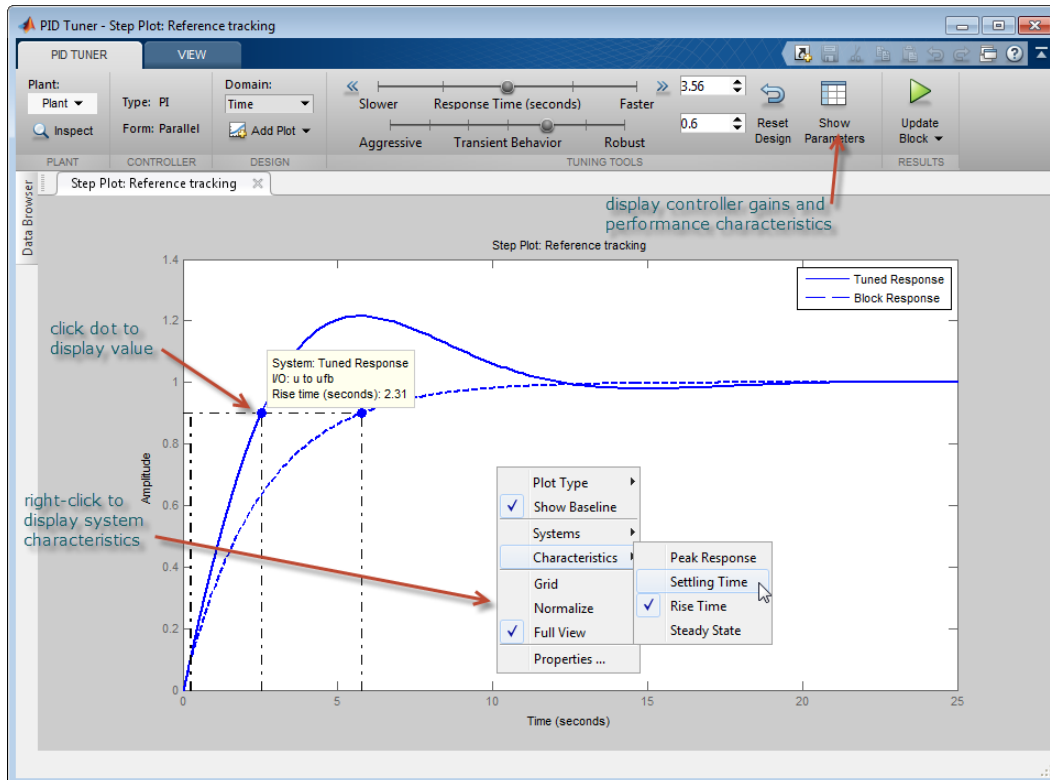 PID Tuner - Step Plot: Reference tracking
PID TUNER
VIEW
Plant:
Plant
Inspect
PLANT
Type: PI
Form: Parallel
CONTROLLER
Domain:
Time
Add Plot
DESIGN
Slower Response Time (seconds) Faster
3.56
Aggressive Transient Behavior Robust
0.6
Reset
Design
Show
Parameters
TUNING TOOLS
Update
Block
RESULTS
Data Browser
Step Plot: Reference tracking
display controller gains and
performance characteristics
Step Plot: Reference tracking
Tuned Response
Block Response
click dot to
display value
System: Tuned Response
I/O: u to ufb
Rise time (seconds): 2.31
right-click to
display system
characteristics
Plot Type
Show Baseline
Systems
Characteristics
Grid
Normalize
Full View
Properties ...
Peak Response
Settling Time
Rise Time
Steady State
Amplitude
1.4
1.2
1
0.8
0.6
0.4
0.2
0
0 5 10 15 20 25
Time (seconds)